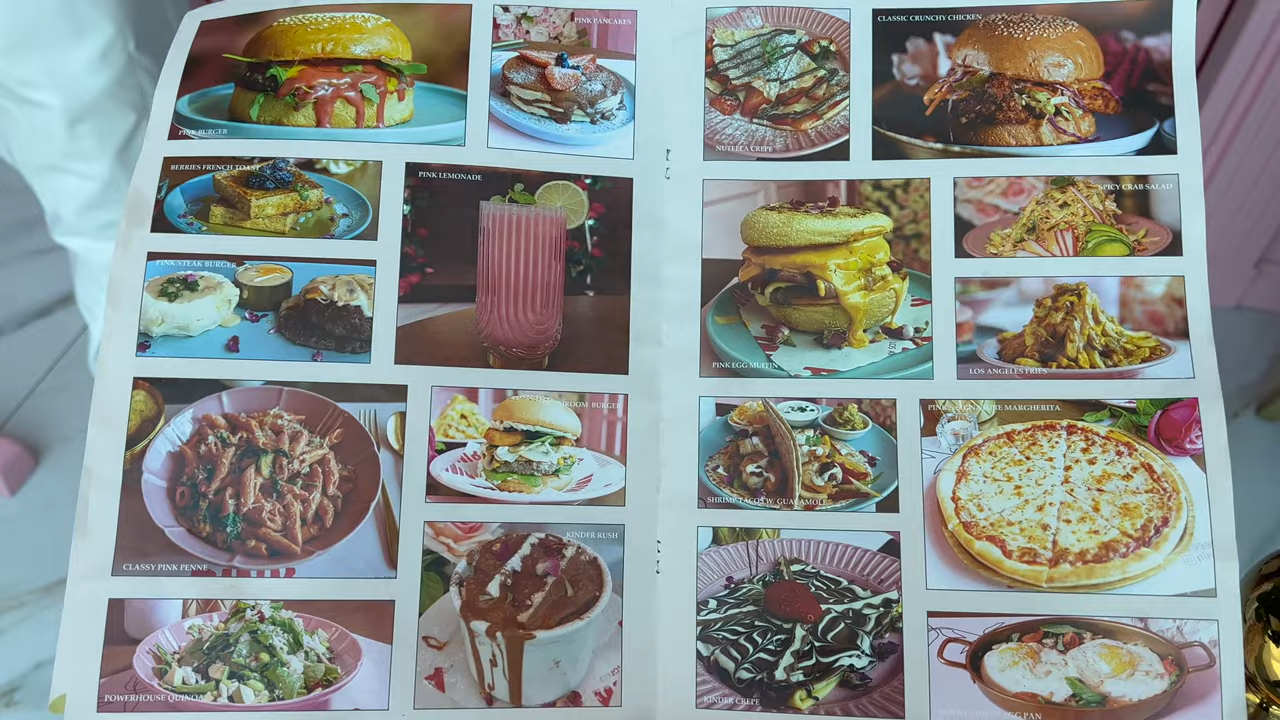 PINK BURGER
PINK PANCAKES
BERRIES FRENCH TOAST
PINK LEMONADE
PINK STEAK BURGER
CLASSY PINK PENNE
BURGER
KINDER RUSH
POWERHOUSE QUINOA
NUTELLA CREPE
CLASSIC CRUNCHY CHICKEN
PINK EGG MUFFIN
SPICY CRAB SALAD
LOS ANGELES FRIES
SHRIMP TACOS W/ GUACAMOLE
MARGHERITA
KINDER CREPE
EGG PAN